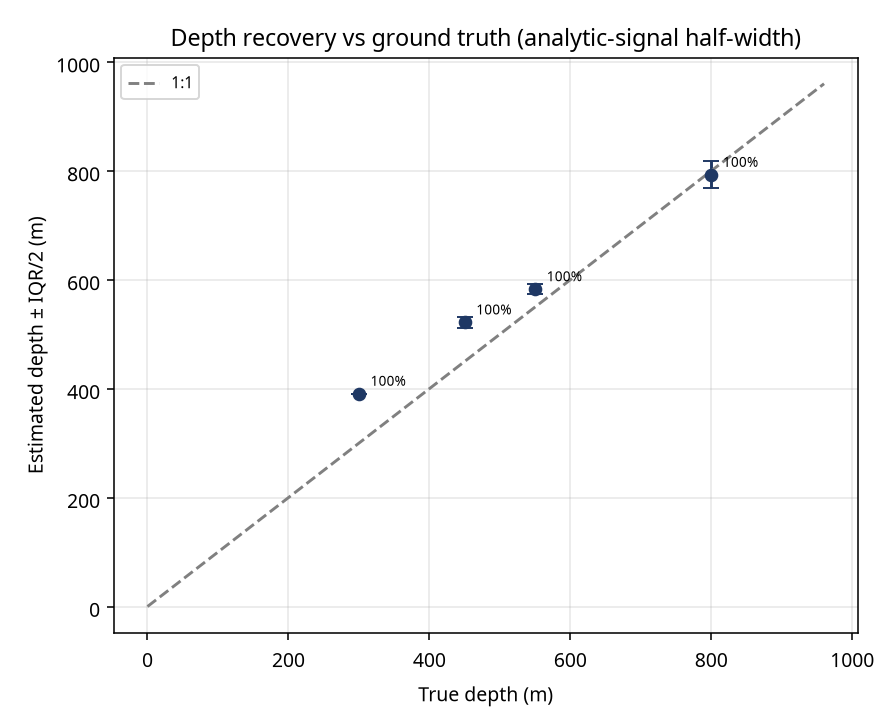 Depth recovery vs ground truth (analytic-signal half-width)
1:1
Estimated depth ± IQR/2 (m)
1000
800
600
400
200
0
100%
100%
100%
100%
0 200 400 600 800 1000
True depth (m)